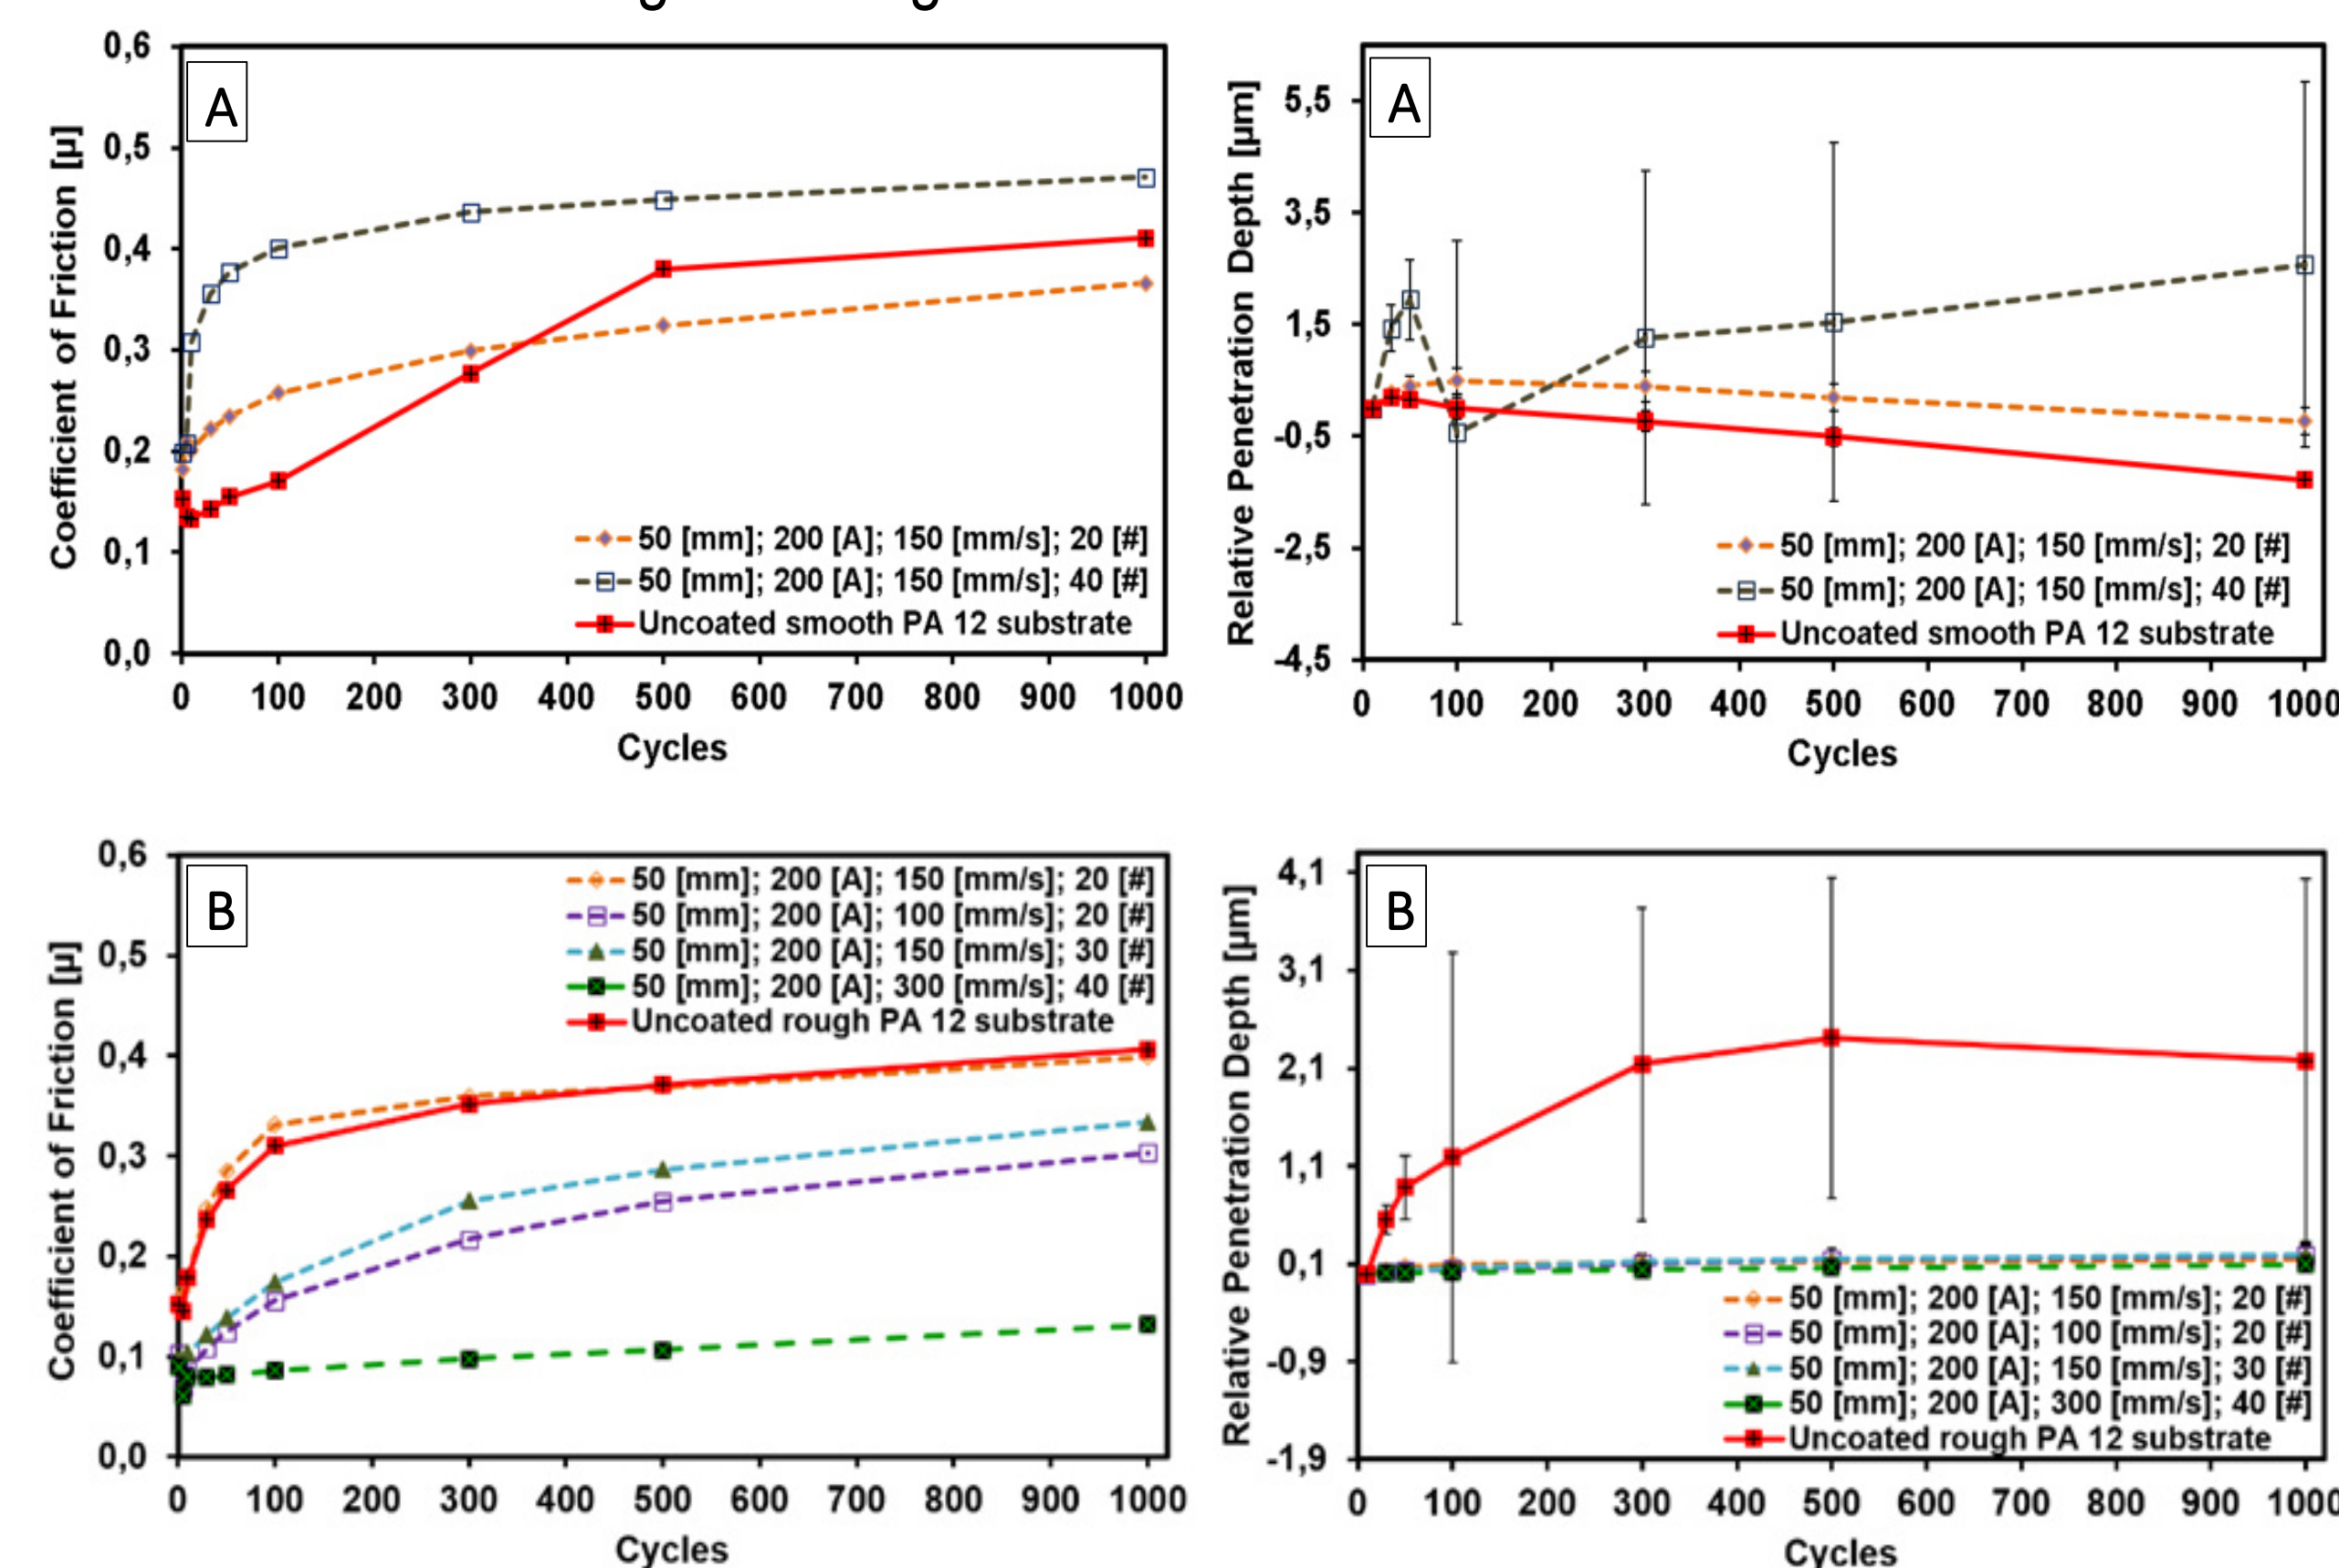 A
0,6
0,5
0,4
0,3
0,2
0,1
0,0
Coefficient of Friction [µ]
50 [mm]; 200 [A]; 150 [mm/s]; 20 [#]
50 [mm]; 200 [A]; 150 [mm/s]; 40 [#]
Uncoated smooth PA 12 substrate
0 100 200 300 400 500 600 700 800 900 1000
Cycles
A
5,5
3,5
1,5
-0,5
-2,5
-4,5
Relative Penetration Depth [µm]
50 [mm]; 200 [A]; 150 [mm/s]; 20 [#]
50 [mm]; 200 [A]; 150 [mm/s]; 40 [#]
Uncoated smooth PA 12 substrate
0 100 200 300 400 500 600 700 800 900 1000
Cycles
B
0,6
0,5
0,4
0,3
0,2
0,1
0,0
Coefficient of Friction [µ]
50 [mm]; 200 [A]; 150 [mm/s]; 20 [#]
50 [mm]; 200 [A]; 100 [mm/s]; 20 [#]
50 [mm]; 200 [A]; 150 [mm/s]; 30 [#]
50 [mm]; 200 [A]; 300 [mm/s]; 40 [#]
Uncoated rough PA 12 substrate
0 100 200 300 400 500 600 700 800 900 1000
Cycles
B
4,1
3,1
2,1
1,1
0,1
-0,9
-1,9
Relative Penetration Depth [µm]
50 [mm]; 200 [A]; 150 [mm/s]; 20 [#]
50 [mm]; 200 [A]; 100 [mm/s]; 20 [#]
50 [mm]; 200 [A]; 150 [mm/s]; 30 [#]
50 [mm]; 200 [A]; 300 [mm/s]; 40 [#]
Uncoated rough PA 12 substrate
0 100 200 300 400 500 600 700 800 900 1000
Cycles